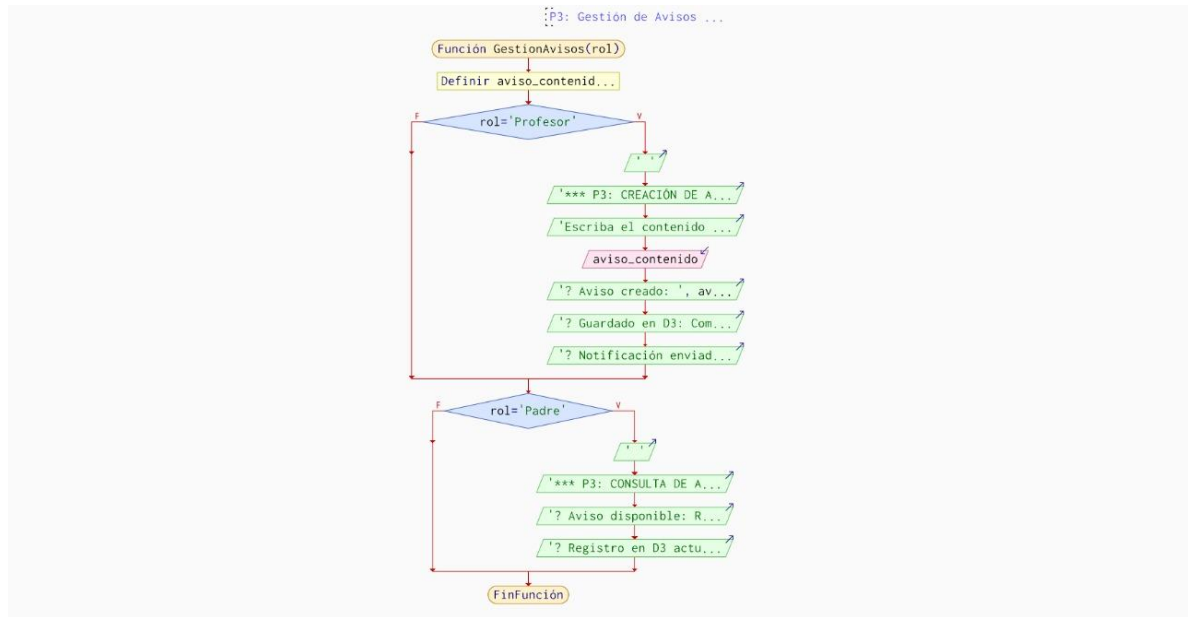 P3: Gestión de Avisos ...
Función GestionAvisos(rol)
Definir aviso_contenid...
rol='Profesor'
F
V
' '
'*** P3: CREACIÓN DE A...
'Escriba el contenido ...
aviso_contenido
'? Aviso creado: ', av...
'? Guardado en D3: Com...
'? Notificación enviad...
rol='Padre'
F
V
' '
'*** P3: CONSULTA DE A...
'? Aviso disponible: R...
'? Registro en D3 actu...
FinFunción